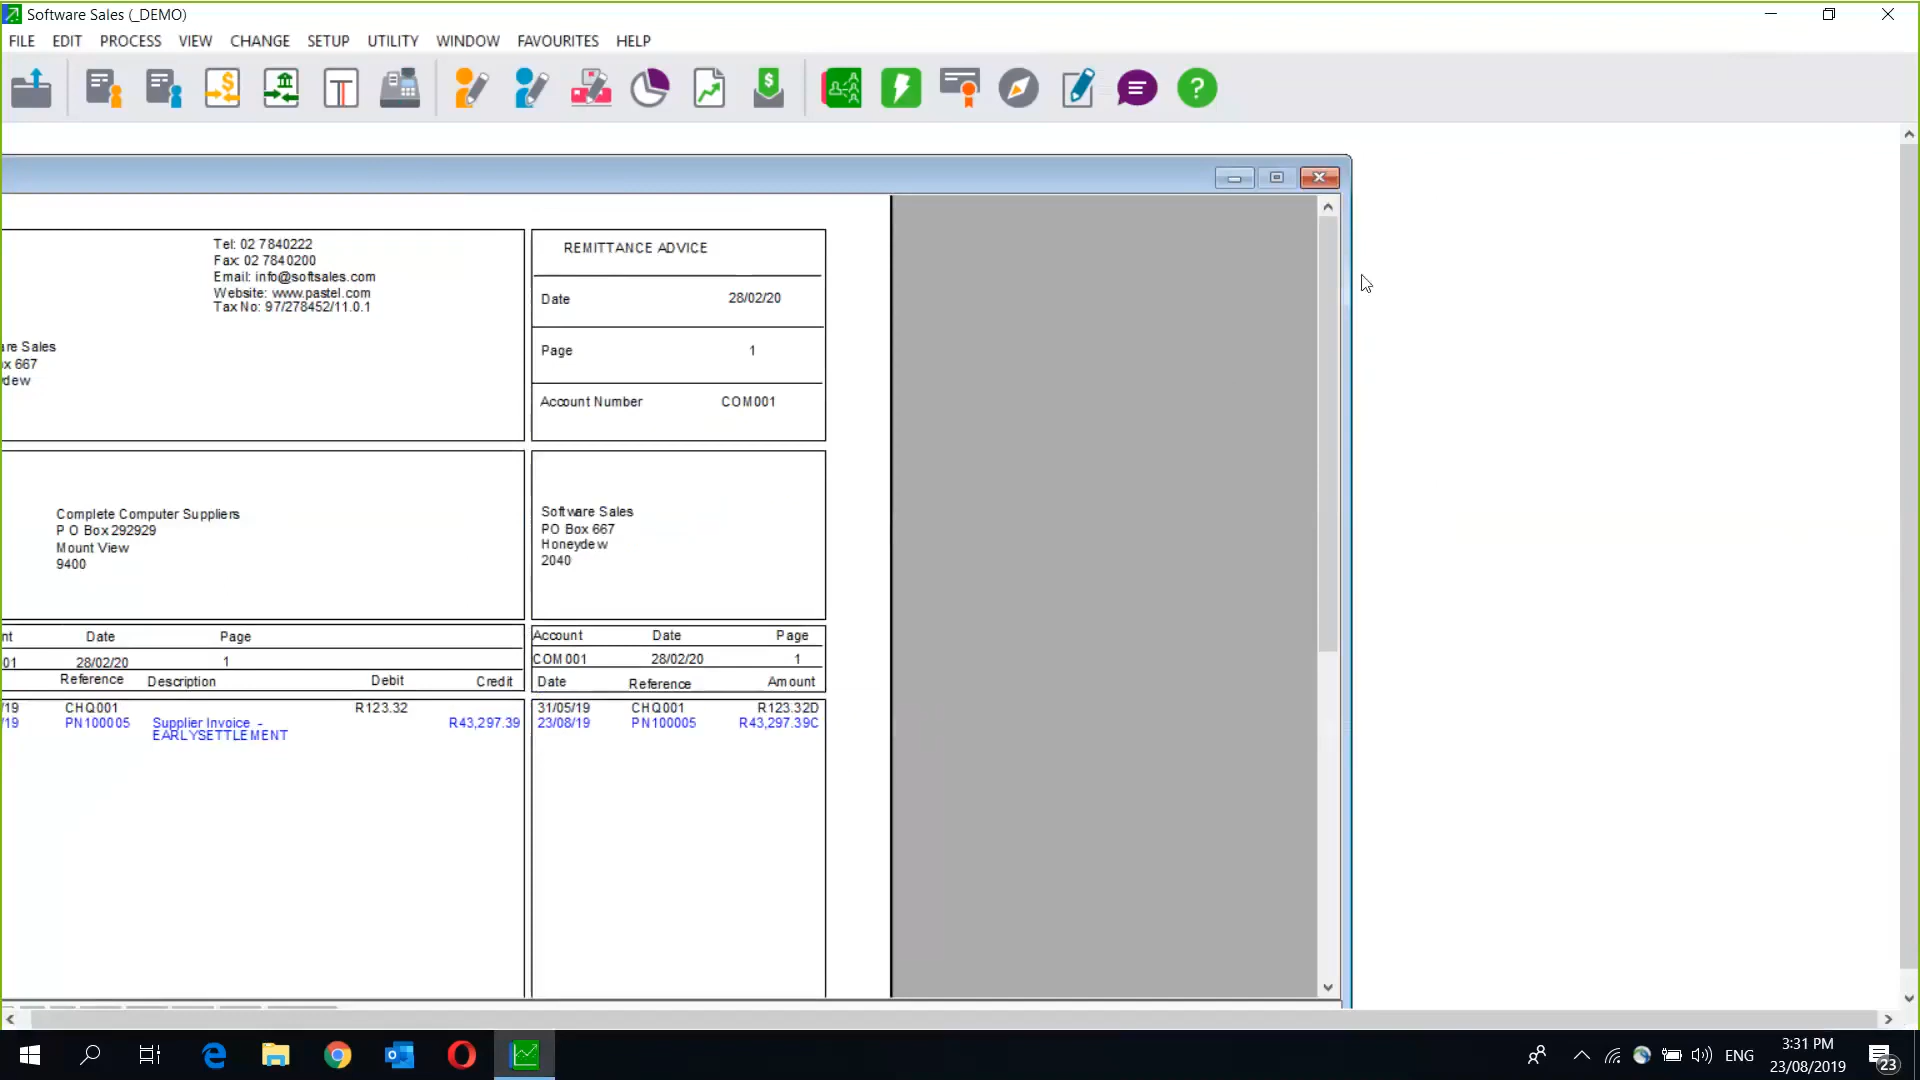 Software Sales (_DEMO)
FILE EDIT PROCESS VIEW CHANGE SETUP UTILITY WINDOW FAVOURITES HELP
Tel: 02 7840222
Fax: 02 7840200
Email: info@softsales.com
Website: www.pastel.com
Tax No: 97/278452/11.0.1
are Sales
ox 667
ydew
REMITTANCE ADVICE
Date 28/02/20
Page 1
Account Number COM001
Complete Computer Suppliers
P O Box 292929
Mount View
9400
Software Sales
PO Box 667
Honeydew
2040
nt Date Page
01 28/02/20 1
Reference Description Debit Credit
/19 CHQ001 R123.32
/19 PN100005 Supplier Invoice - R43,297.39
EARLYSETTLEMENT
Account Date Page
COM001 28/02/20 1
Date Reference Amount
31/05/19 CHQ001 R123.32D
23/08/19 PN100005 R43,297.39C
ENG
3:31 PM
23/08/2019
23